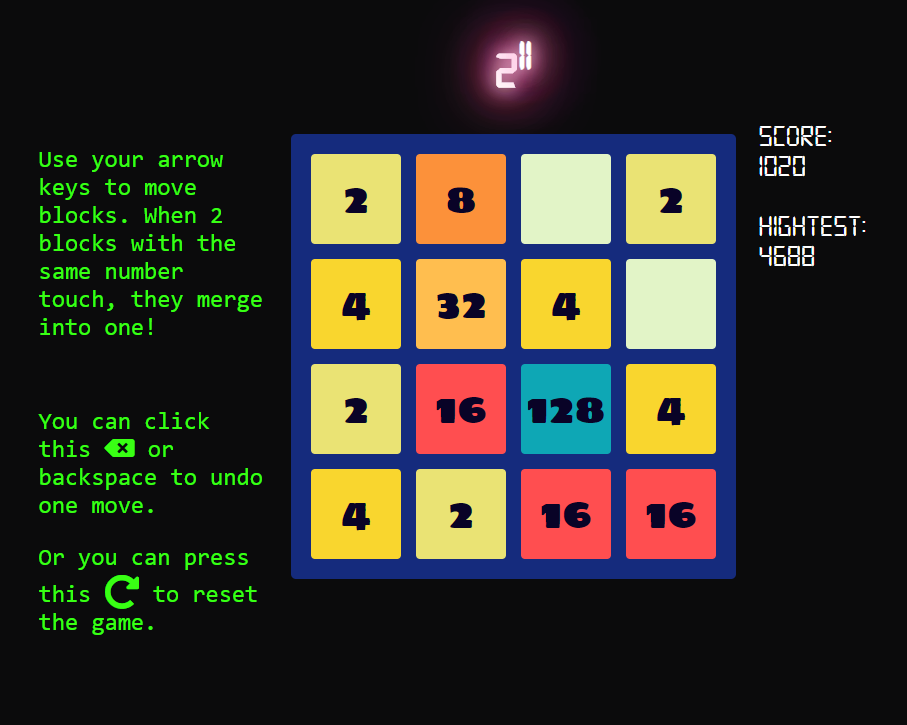 2¹¹
Use your arrow
keys to move
blocks. When 2
blocks with the
same number
touch, they merge
into one!
You can click
this or
backspace to undo
one move.
Or you can press
this to reset
the game.
2 8 2
4 32 4
2 16 128 4
4 2 16 16
SCORE:
1020
HIGHTEST:
4688